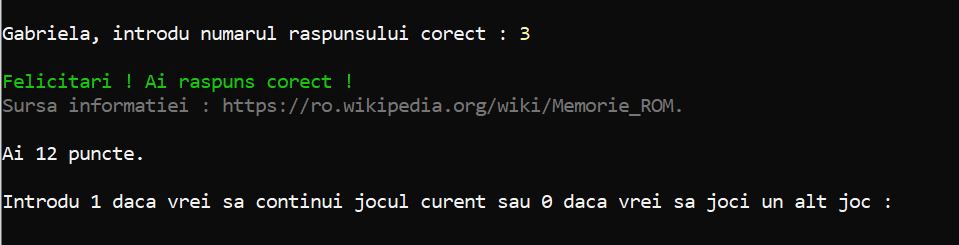 Gabriela, introdu numarul raspunsului corect : 3
Felicitari ! Ai raspuns corect !
Sursa informatiei : https://ro.wikipedia.org/wiki/Memorie_ROM.
Ai 12 puncte.
Introdu 1 daca vrei sa continui jocul curent sau 0 daca vrei sa joci un alt joc :